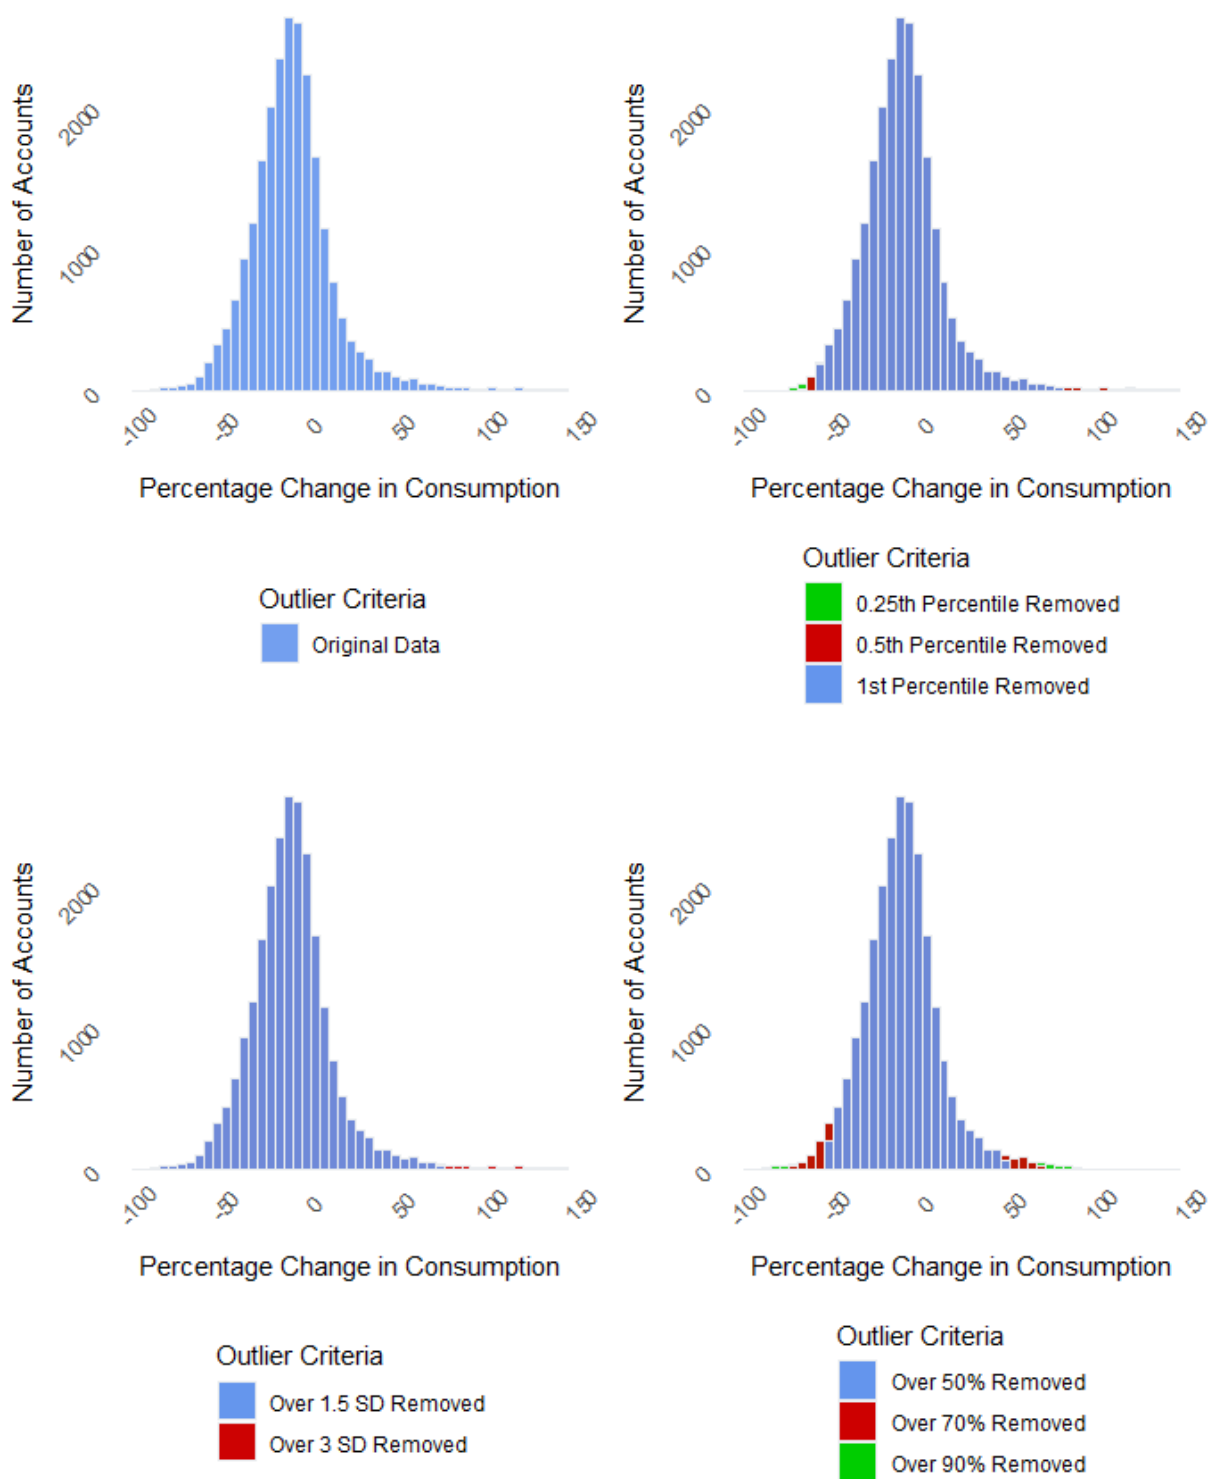 Number of Accounts
2000
1000
0
-100
-50
0
50
100
150
Percentage Change in Consumption
Outlier Criteria
Original Data
Number of Accounts
2000
1000
0
-100
-50
0
50
100
150
Percentage Change in Consumption
Outlier Criteria
0.25th Percentile Removed
0.5th Percentile Removed
1st Percentile Removed
Number of Accounts
2000
1000
0
-100
-50
0
50
100
150
Percentage Change in Consumption
Outlier Criteria
Over 1.5 SD Removed
Over 3 SD Removed
Number of Accounts
2000
1000
0
-100
-50
0
50
100
150
Percentage Change in Consumption
Outlier Criteria
Over 50% Removed
Over 70% Removed
Over 90% Removed